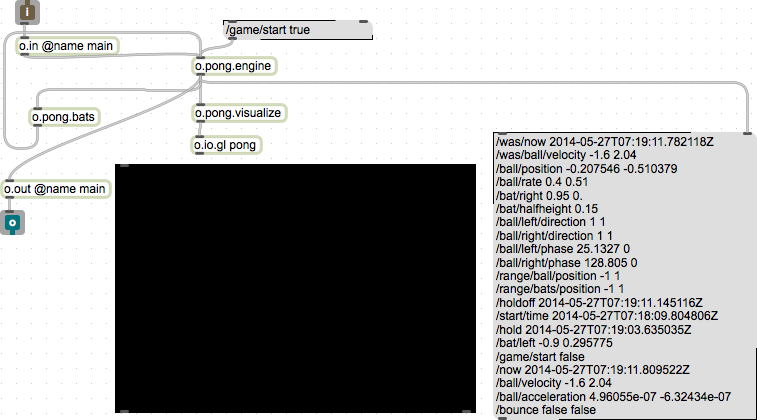 i
/game/start true
o.in @name main
o.pong.engine
o.pong.bats
o.pong.visualize
o.io.gl pong
o.out @name main
o
/was/now 2014-05-27T07:19:11.782118Z
/was/ball/velocity -1.6 2.04
/ball/position -0.207546 -0.510379
/ball/rate 0.4 0.51
/bat/right 0.95 0.
/bat/halfheight 0.15
/ball/left/direction 1 1
/ball/right/direction 1 1
/ball/left/phase 25.1327 0
/ball/right/phase 128.805 0
/range/ball/position -1 1
/range/bats/position -1 1
/holdoff 2014-05-27T07:19:11.145116Z
/start/time 2014-05-27T07:18:09.804806Z
/hold 2014-05-27T07:19:03.635035Z
/bat/left -0.9 0.295775
/game/start false
/now 2014-05-27T07:19:11.809522Z
/ball/velocity -1.6 2.04
/ball/acceleration 4.96055e-07 -6.32434e-07
/bounce false false